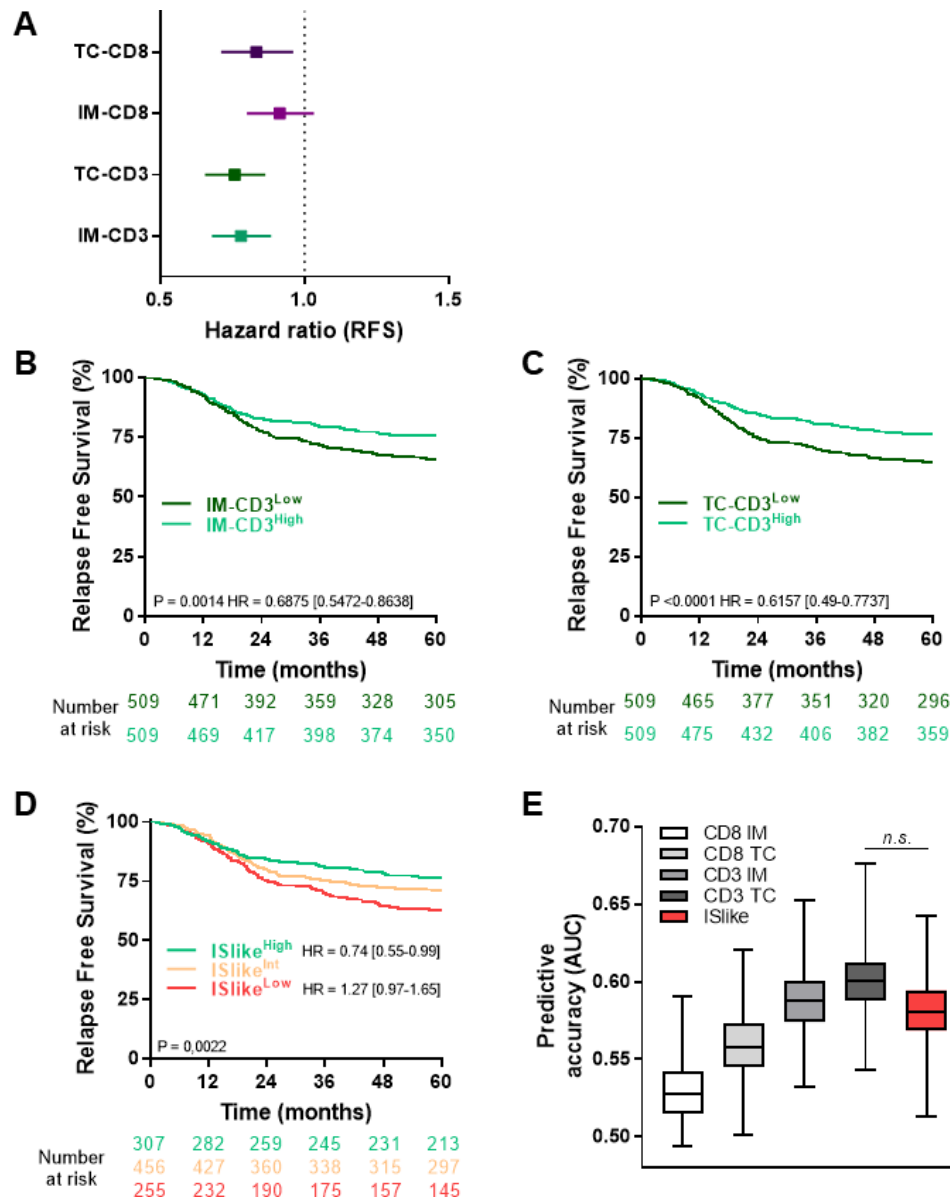 A
TC-CD8
IM-CD8
TC-CD3
IM-CD3
0.5 1.0 1.5
Hazard ratio (RFS)
B
Relapse Free Survival (%)
100
75
50
25
0
IM-CD3Low
IM-CD3High
P = 0.0014 HR = 0.6875 [0.5472-0.8638]
0 12 24 36 48 60
Time (months)
Number at risk
509 471 392 359 328 305
509 469 417 398 374 350
C
Relapse Free Survival (%)
100
75
50
25
0
TC-CD3Low
TC-CD3High
P <0.0001 HR = 0.6157 [0.49-0.7737]
0 12 24 36 48 60
Time (months)
Number at risk
509 465 377 351 320 296
509 475 432 406 382 359
D
Relapse Free Survival (%)
100
75
50
25
0
ISlikeHigh HR = 0.74 [0.55-0.99]
ISlikeInt
ISlikeLow HR = 1.27 [0.97-1.65]
P = 0,0022
0 12 24 36 48 60
Time (months)
Number at risk
307 282 259 245 231 213
456 427 360 338 315 297
255 232 190 175 157 145
E
Predictive
accuracy (AUC)
0.70
0.65
0.60
0.55
0.50
CD8 IM
CD8 TC
CD3 IM
CD3 TC
ISlike
n.s.